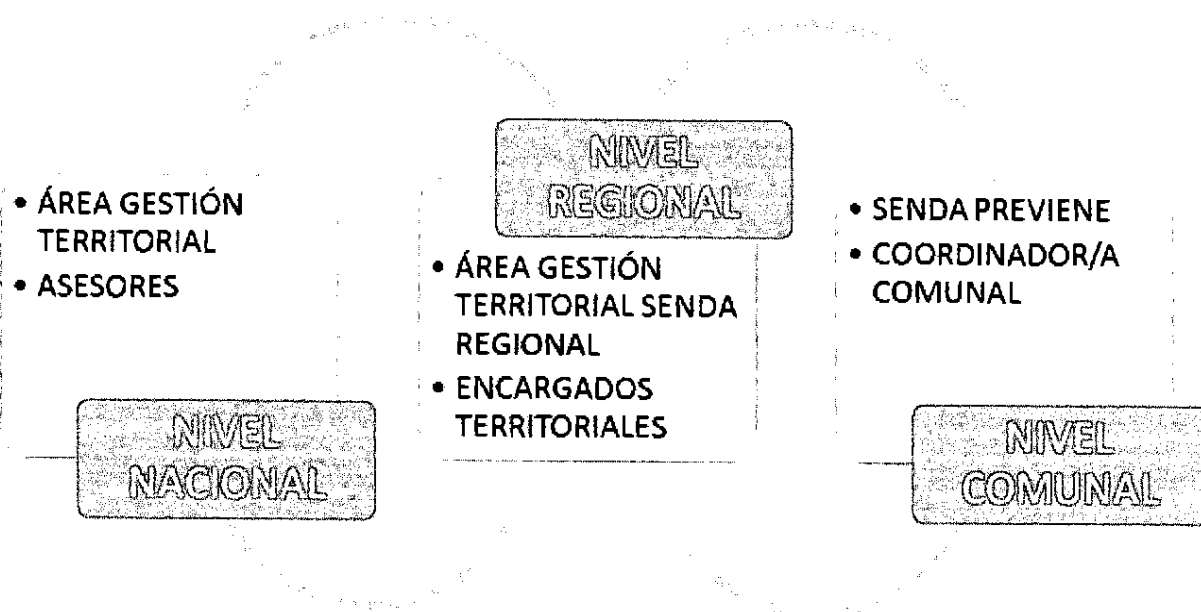 • ÁREA GESTIÓN
TERRITORIAL
• ASESORES
NIVEL
NACIONAL
NIVEL
REGIONAL
• ÁREA GESTIÓN
TERRITORIAL SENDA
REGIONAL
• ENCARGADOS
TERRITORIALES
• SENDA PREVIENE
• COORDINADOR/A
COMUNAL
NIVEL
COMUNAL